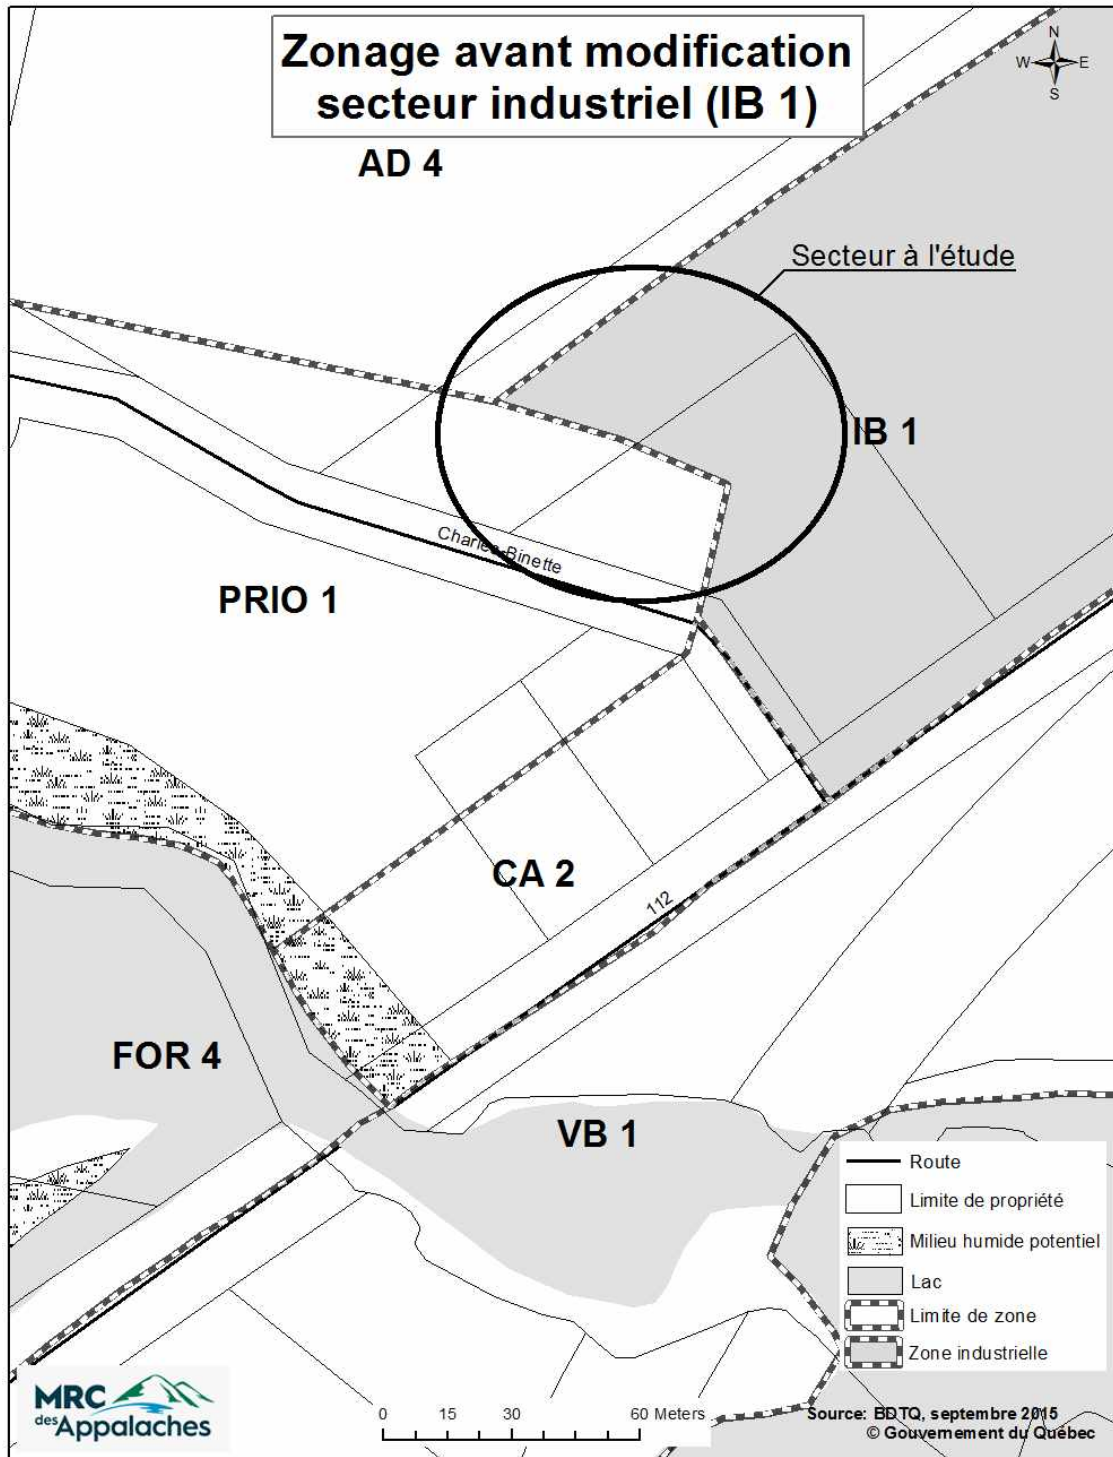 Zonage avant modification
secteur industriel (IB 1)
N
W E
S
AD 4
Secteur à l'étude
IB 1
Charles-Binette
PRIO 1
CA 2
112
FOR 4
VB 1
Route
Limite de propriété
Milieu humide potentiel
Lac
Limite de zone
Zone industrielle
MRC
des Appalaches
0 15 30 60 Meters
Source: BDTQ, septembre 2015
© Gouvernement du Québec